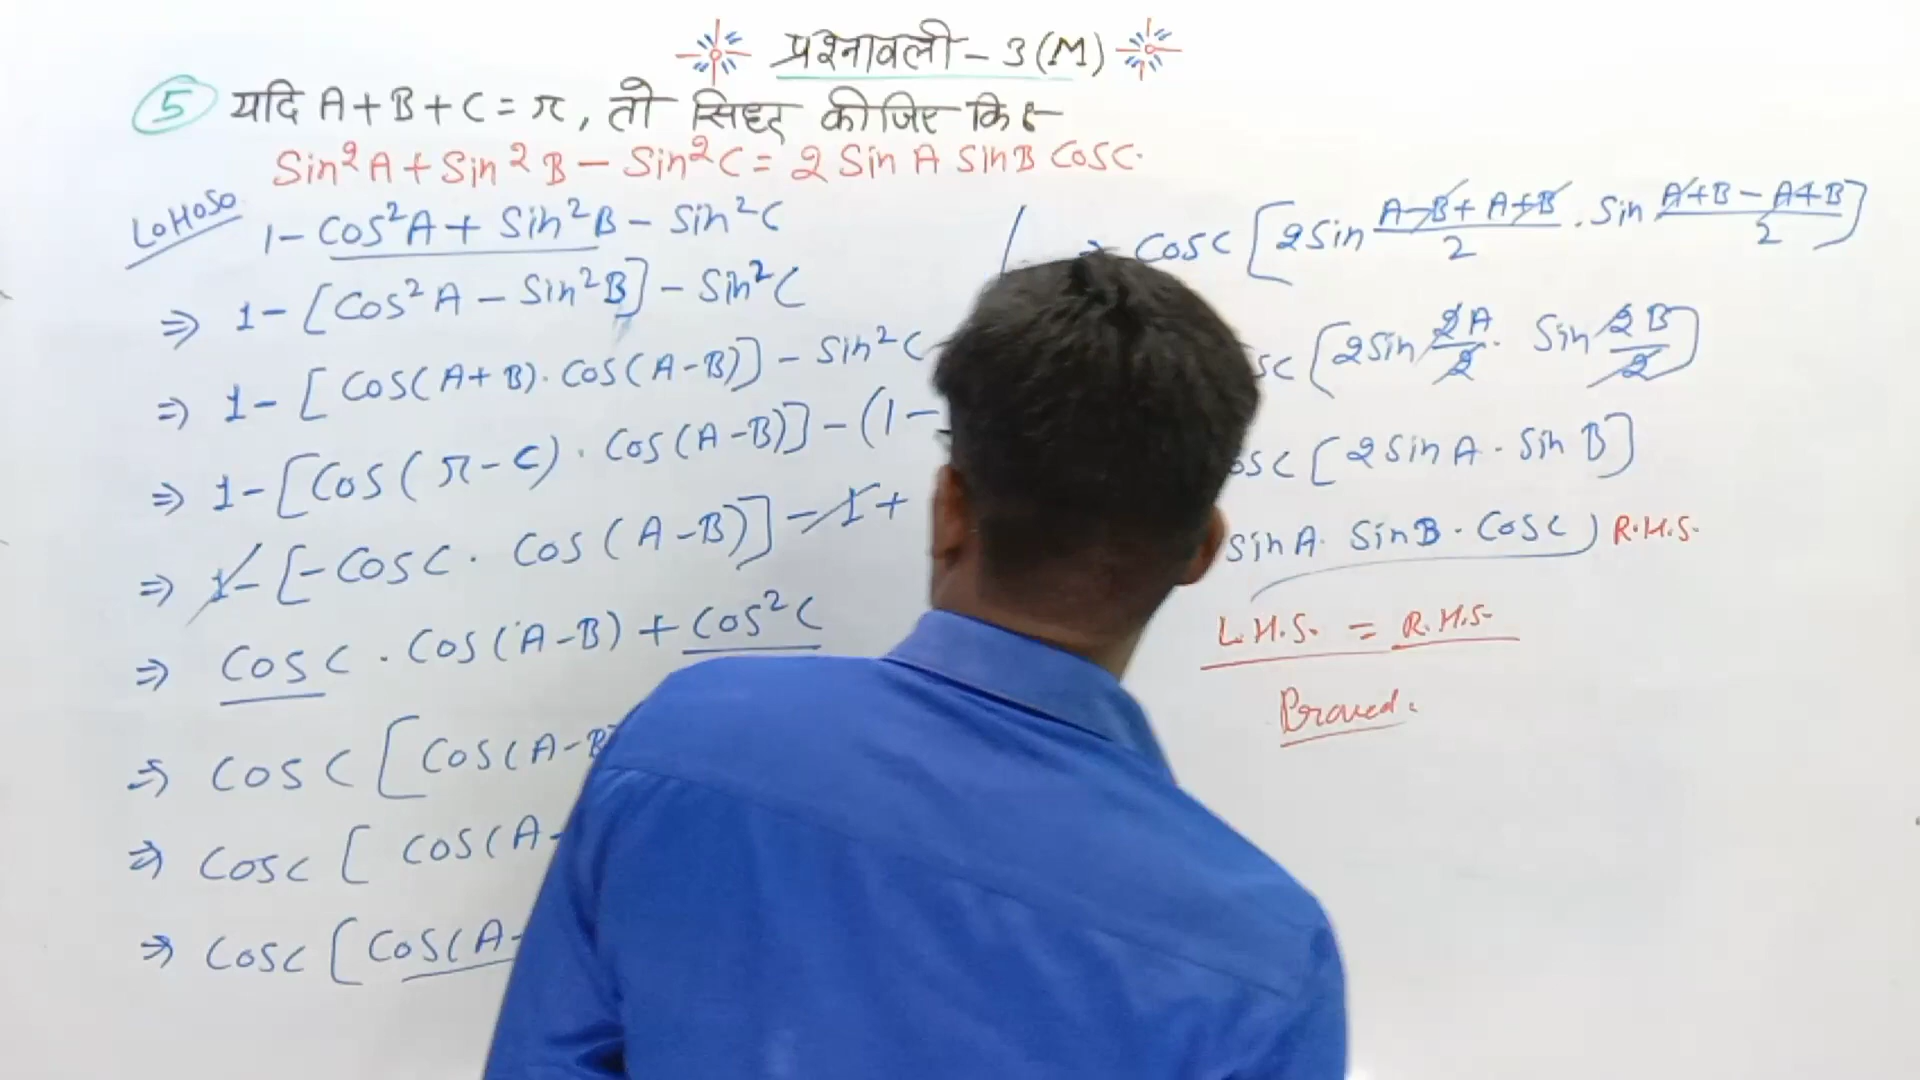 प्रश्नावली - 3 (M)
5 यदि A + B + C = π, तो सिद्ध कीजिए कि :-
Sin²A + Sin²B - Sin²C = 2 Sin A Sin B Cos C.
L.H.S. 1 - Cos²A + Sin²B - Sin²C
⇒ 1 - [Cos²A - Sin²B] - Sin²C
⇒ 1 - [Cos(A+B). Cos(A-B)] - Sin²C
⇒ 1 - [Cos(π-C). Cos(A-B)] - (1 -
⇒ 1 - [-Cos C. Cos(A-B)] - 1 +
⇒ Cos C. Cos(A-B) + Cos²C
⇒ Cos C [Cos(A-B
⇒ Cos C [Cos(A-
⇒ Cos C [Cos(A-
⇒ Cos C [2 Sin (A-B+A+B)/2 . Sin (A+B-A+B)/2]
sC [2 Sin 2A/2 . Sin 2B/2]
os C [2 Sin A . Sin B]
Sin A . Sin B . Cos C) R.H.S.
L.H.S. = R.H.S.
Proved.